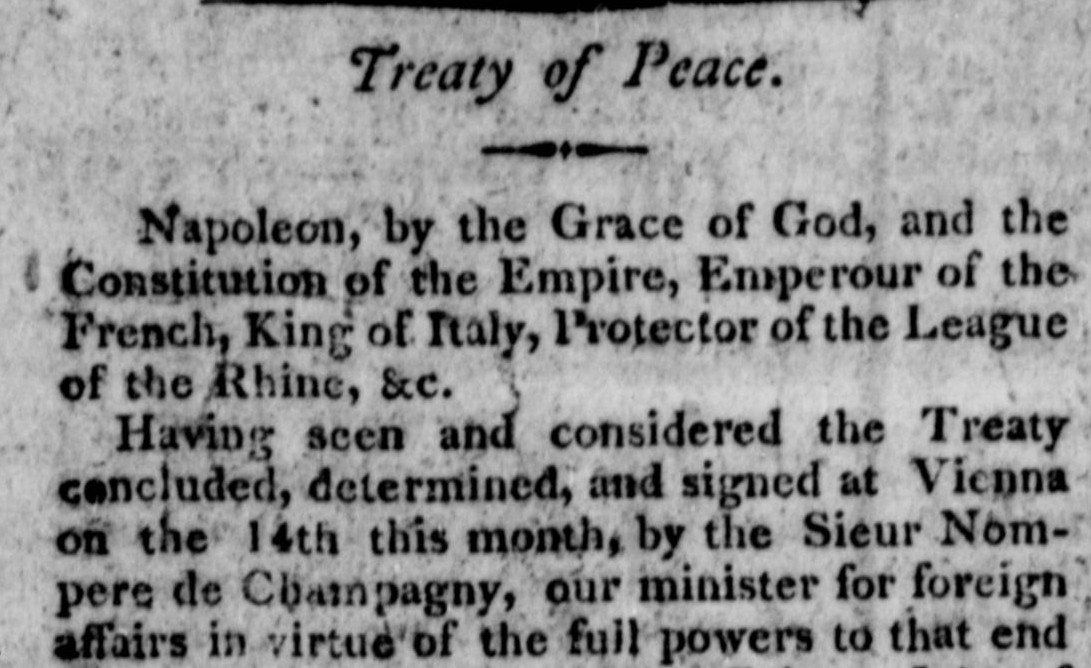 Treaty of Peace.
Napoleon, by the Grace of God, and the
Constitution of the Empire, Emperour of the
French, King of Italy, Protector of the League
of the Rhine, &c.
Having seen and considered the Treaty
concluded, determined, and signed at Vienna
on the 14th this month, by the Sieur Nom-
pere de Champagny, our minister for foreign
affairs in virtue of the full powers to that end